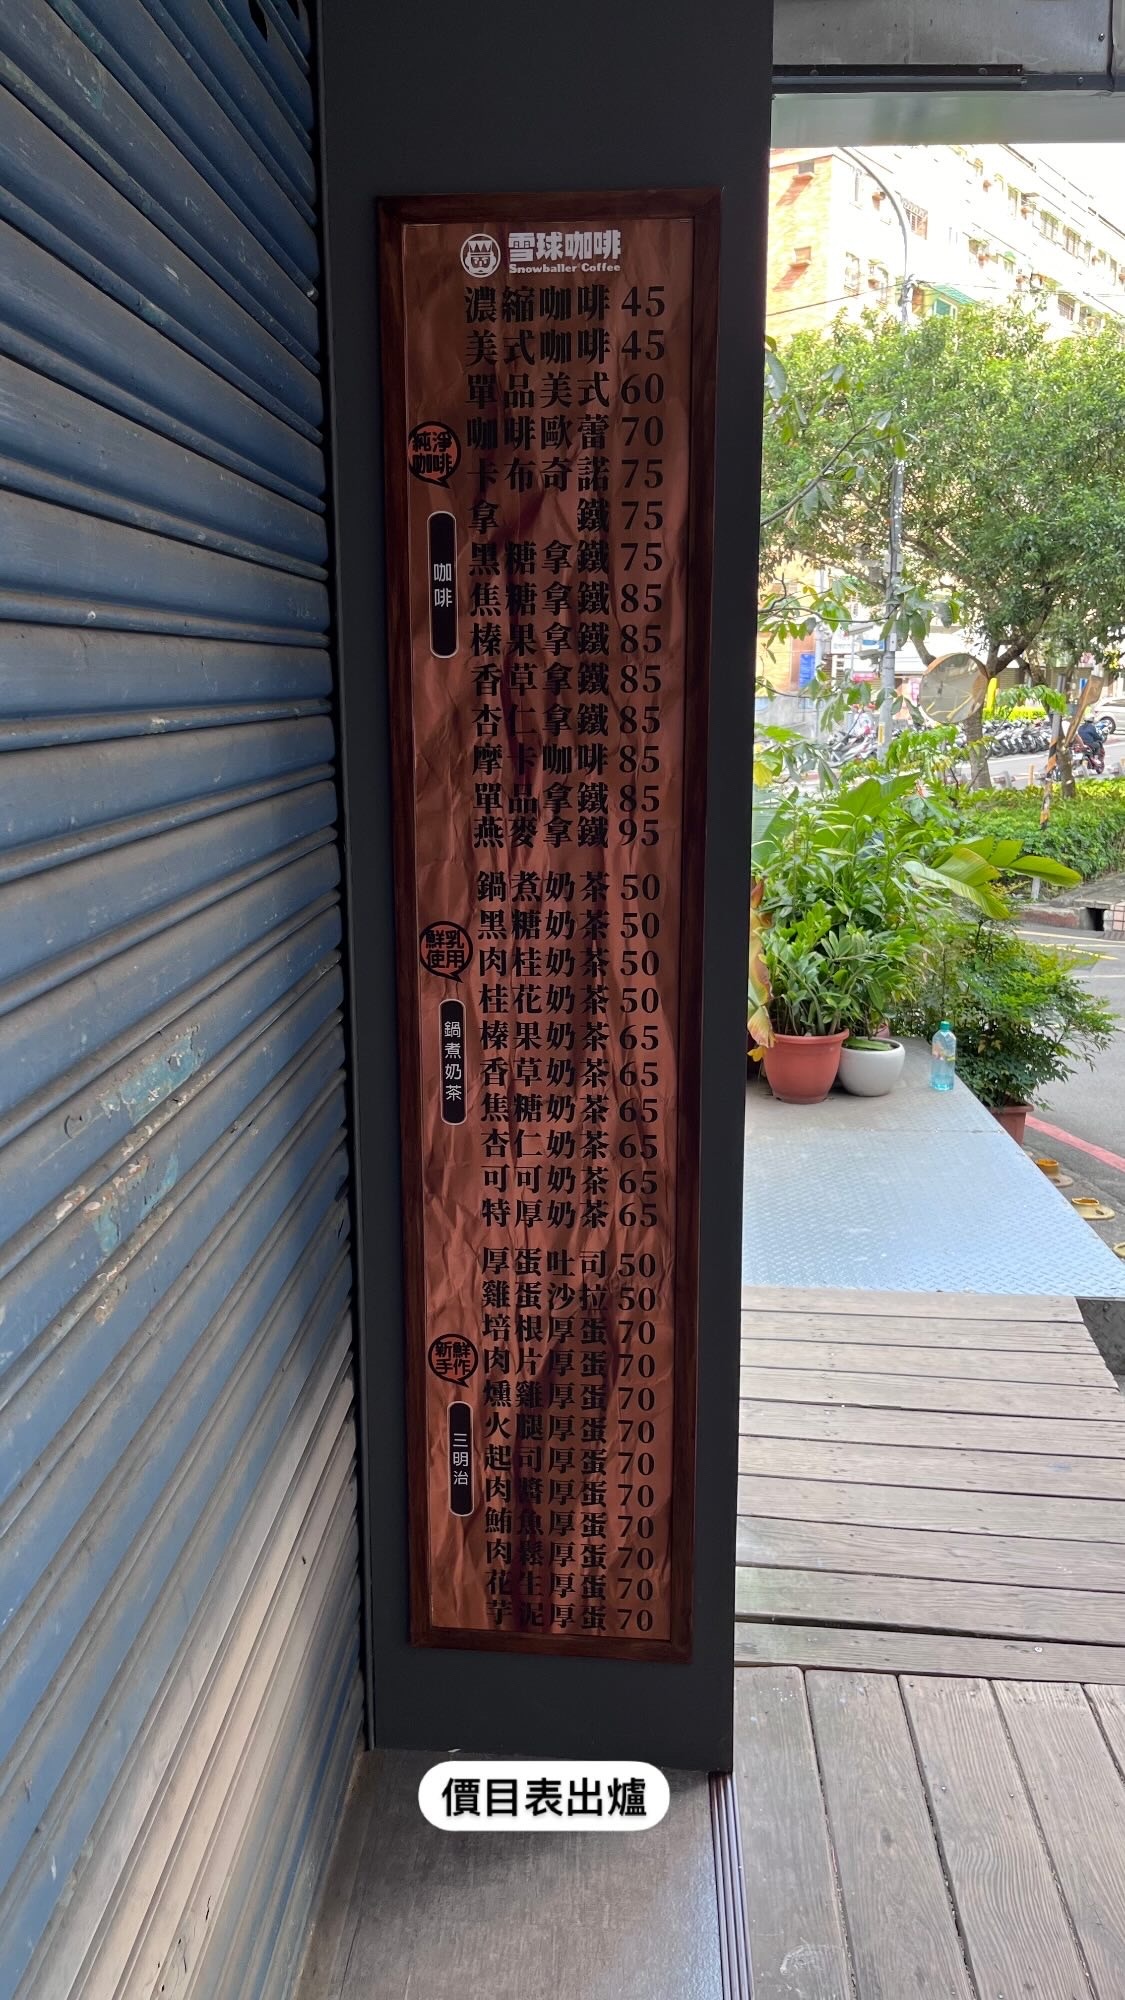 雪球咖啡
Snowballer Coffee
濃縮咖啡 45
美式咖啡 45
單品美式 60
咖啡歐蕾 70
卡布奇諾 75
拿鐵 75
黑糖拿鐵 75
焦糖拿鐵 85
榛果拿鐵 85
香草拿鐵 85
杏仁拿鐵 85
摩卡咖啡 85
單品拿鐵 85
燕麥拿鐵 95
純淨
咖啡
咖啡
鍋煮奶茶 50
黑糖奶茶 50
肉桂奶茶 50
桂花奶茶 50
榛果奶茶 65
香草奶茶 65
焦糖奶茶 65
杏仁奶茶 65
可可奶茶 65
特厚奶茶 65
鮮乳
使用
鍋煮奶茶
厚蛋吐司 50
雞蛋沙拉 50
培根厚蛋 70
肉片厚蛋 70
燻雞厚蛋 70
火腿厚蛋 70
起司厚蛋 70
肉醬厚蛋 70
鮪魚厚蛋 70
肉鬆厚蛋 70
花生厚蛋 70
芋泥厚蛋 70
新鮮
手作
三明治
價目表出爐